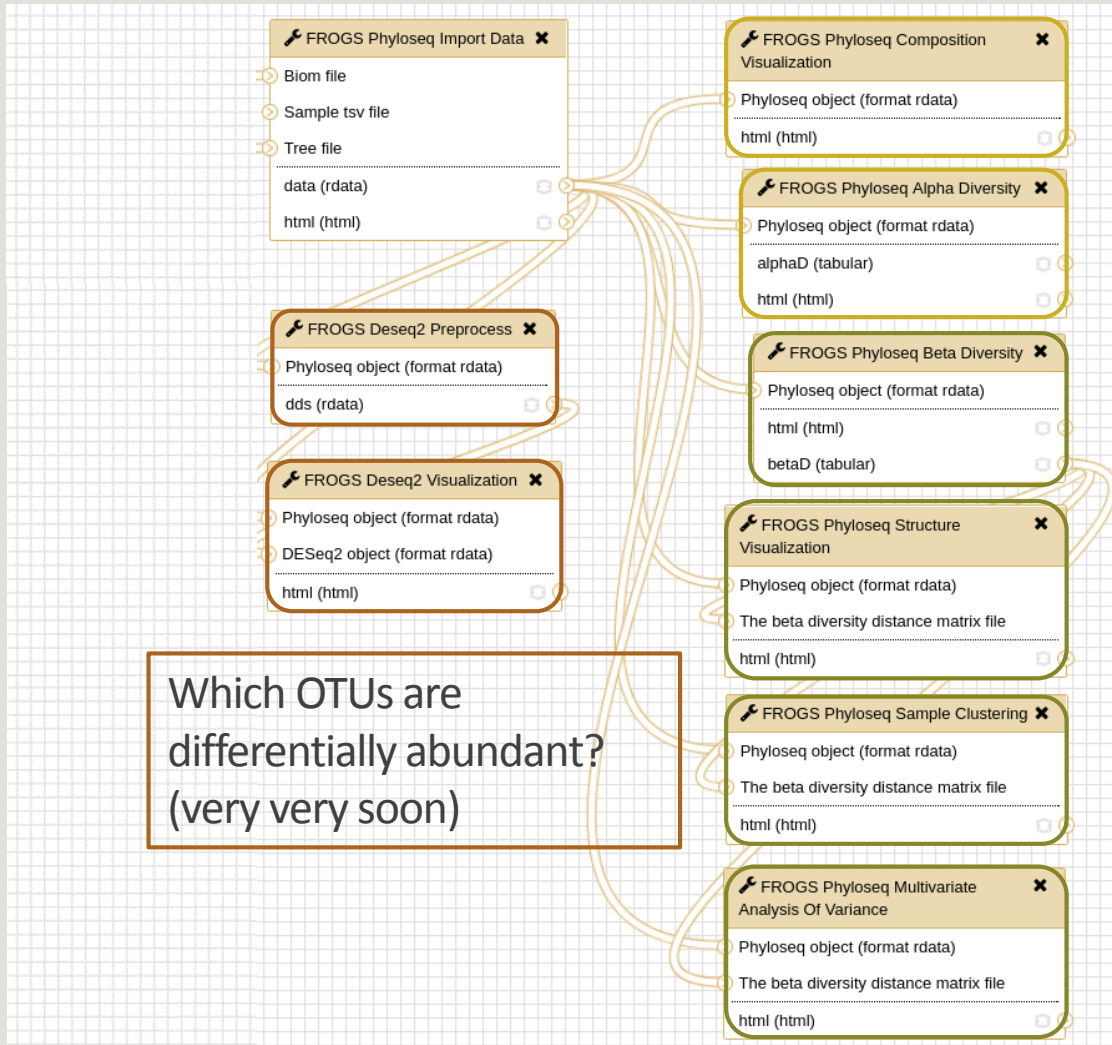 FROGS Phyloseq Import Data
Biom file
Sample tsv file
Tree file
data (rdata)
html (html)
FROGS Deseq2 Preprocess
Phyloseq object (format rdata)
dds (rdata)
FROGS Deseq2 Visualization
Phyloseq object (format rdata)
DESeq2 object (format rdata)
html (html)
Which OTUs are
differentially abundant?
(very very soon)
FROGS Phyloseq Composition
Visualization
Phyloseq object (format rdata)
html (html)
FROGS Phyloseq Alpha Diversity
Phyloseq object (format rdata)
alphaD (tabular)
html (html)
FROGS Phyloseq Beta Diversity
Phyloseq object (format rdata)
html (html)
betaD (tabular)
FROGS Phyloseq Structure
Visualization
Phyloseq object (format rdata)
The beta diversity distance matrix file
html (html)
FROGS Phyloseq Sample Clustering
Phyloseq object (format rdata)
The beta diversity distance matrix file
html (html)
FROGS Phyloseq Multivariate
Analysis Of Variance
Phyloseq object (format rdata)
The beta diversity distance matrix file
html (html)